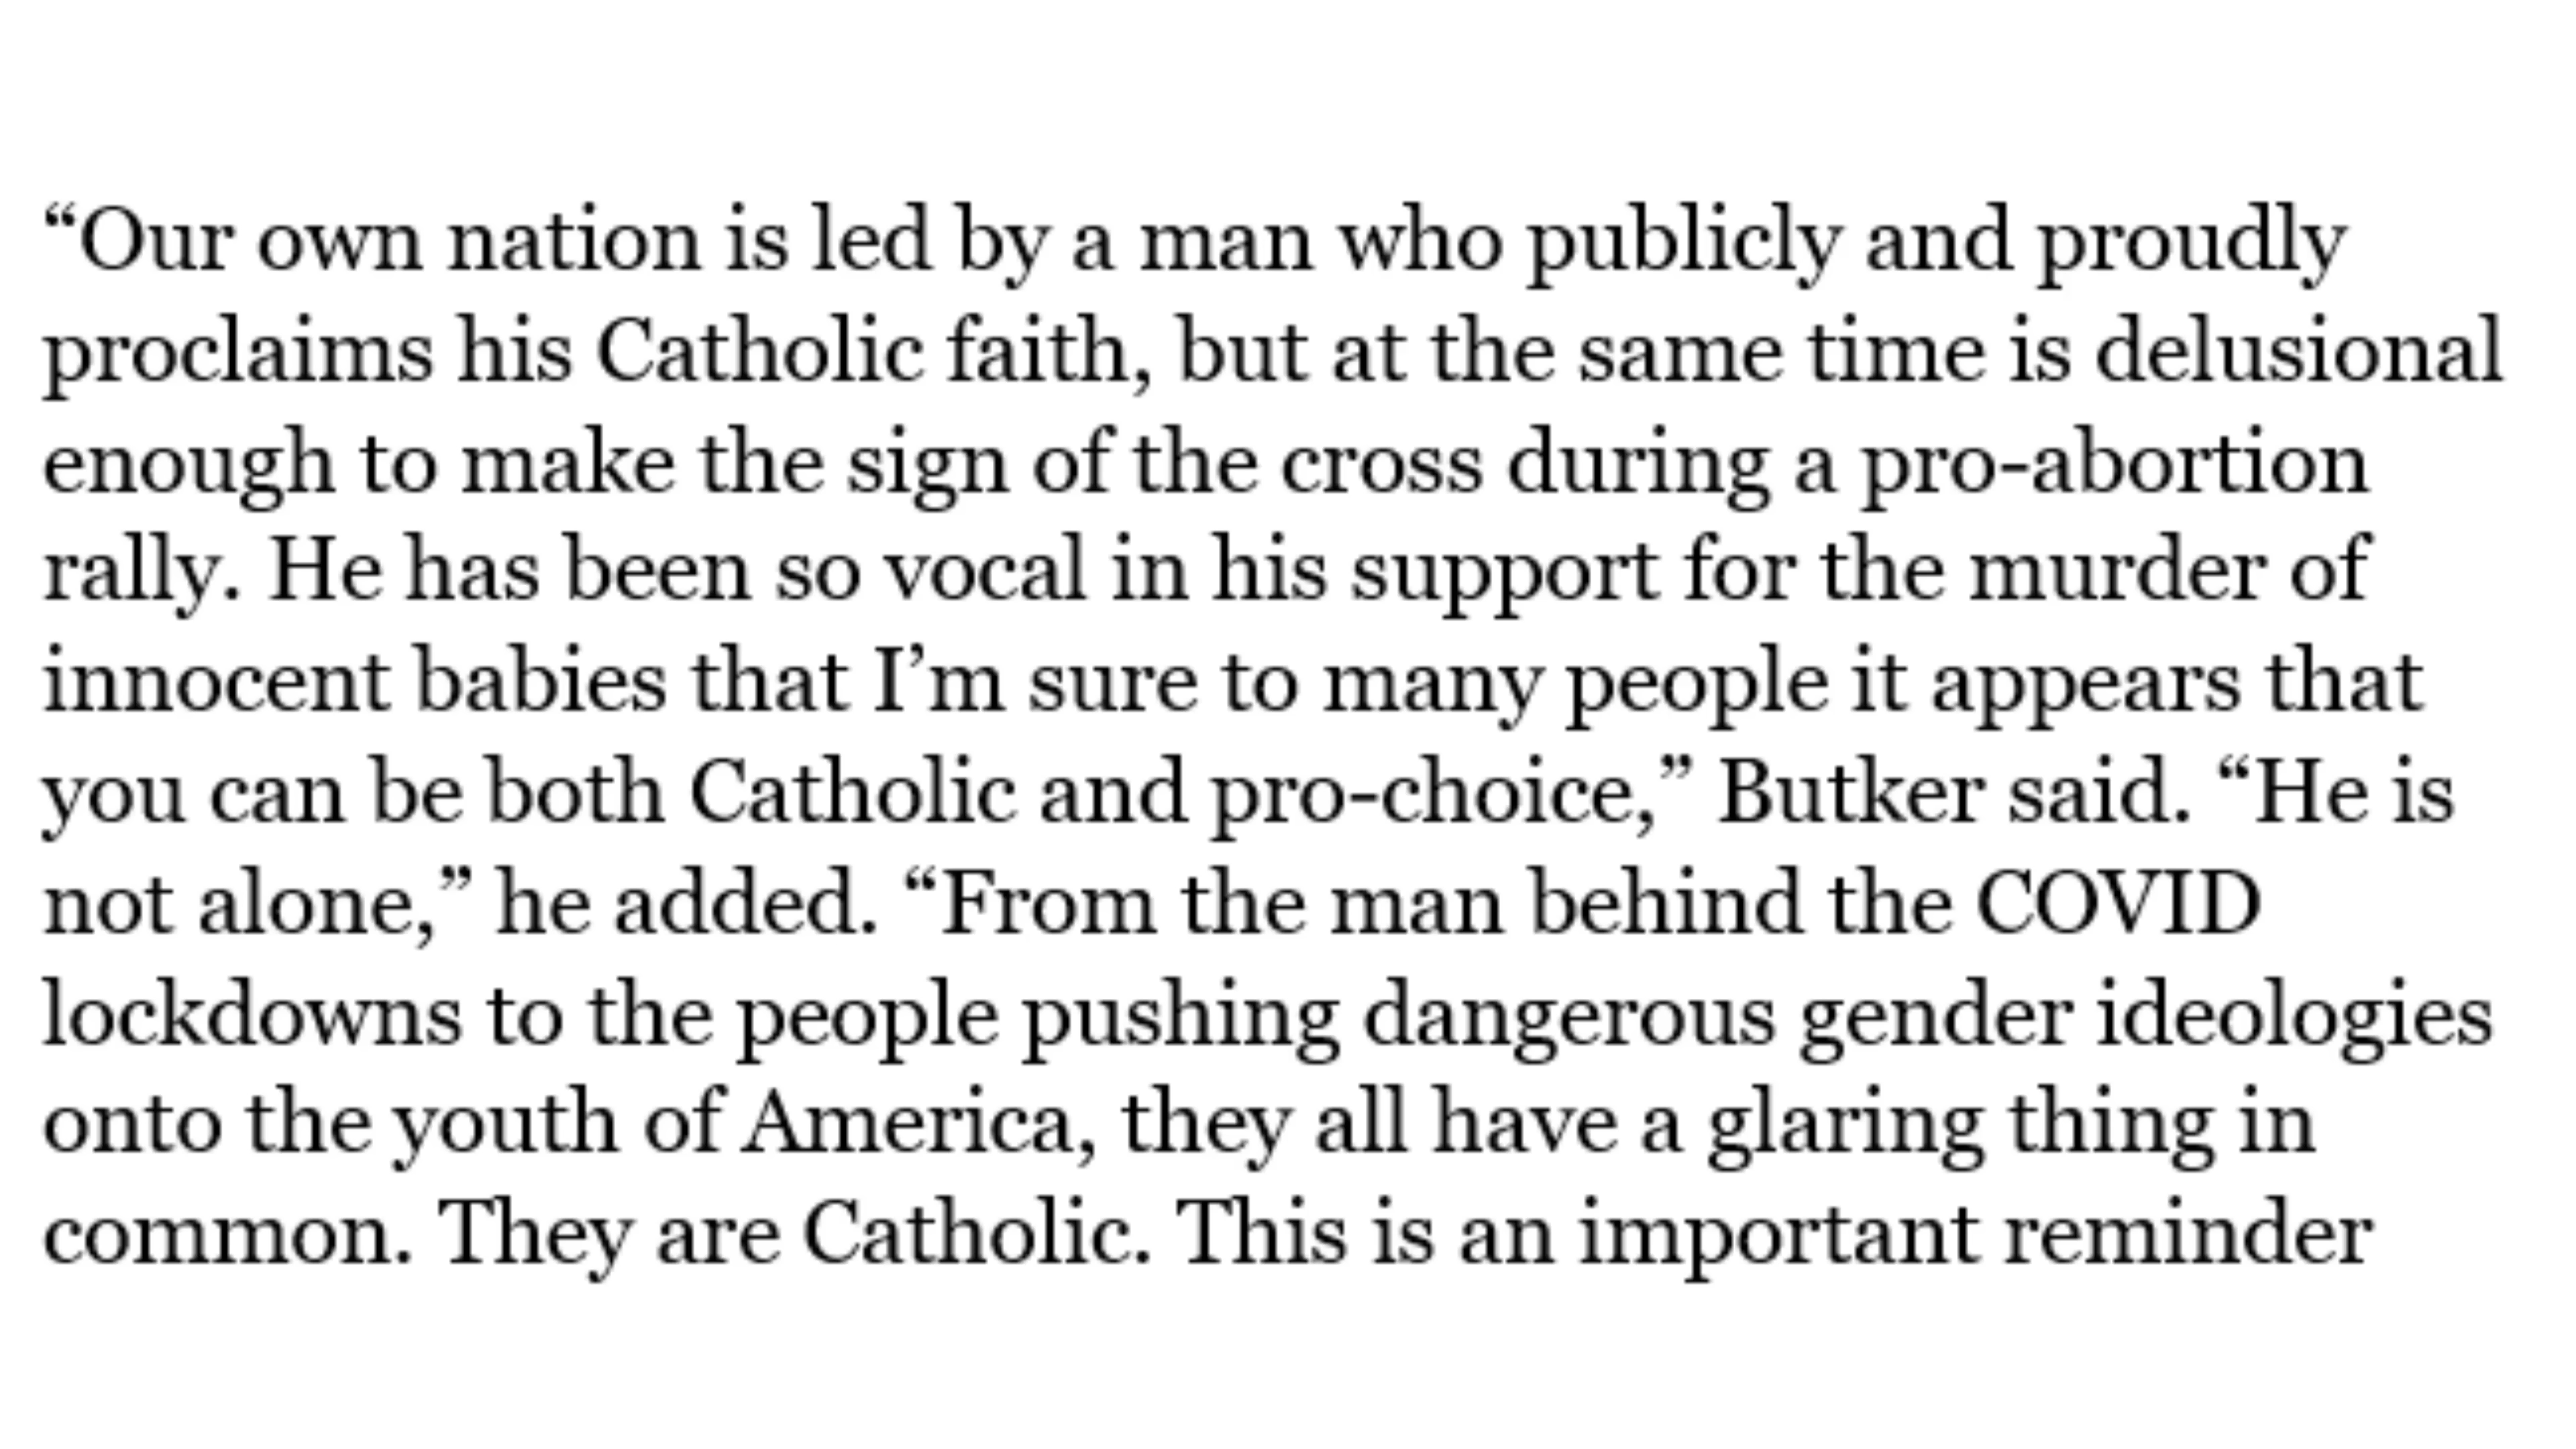 “Our own nation is led by a man who publicly and proudly
proclaims his Catholic faith, but at the same time is delusional
enough to make the sign of the cross during a pro-abortion
rally. He has been so vocal in his support for the murder of
innocent babies that I’m sure to many people it appears that
you can be both Catholic and pro-choice,” Butker said. “He is
not alone,” he added. “From the man behind the COVID
lockdowns to the people pushing dangerous gender ideologies
onto the youth of America, they all have a glaring thing in
common. They are Catholic. This is an important reminder